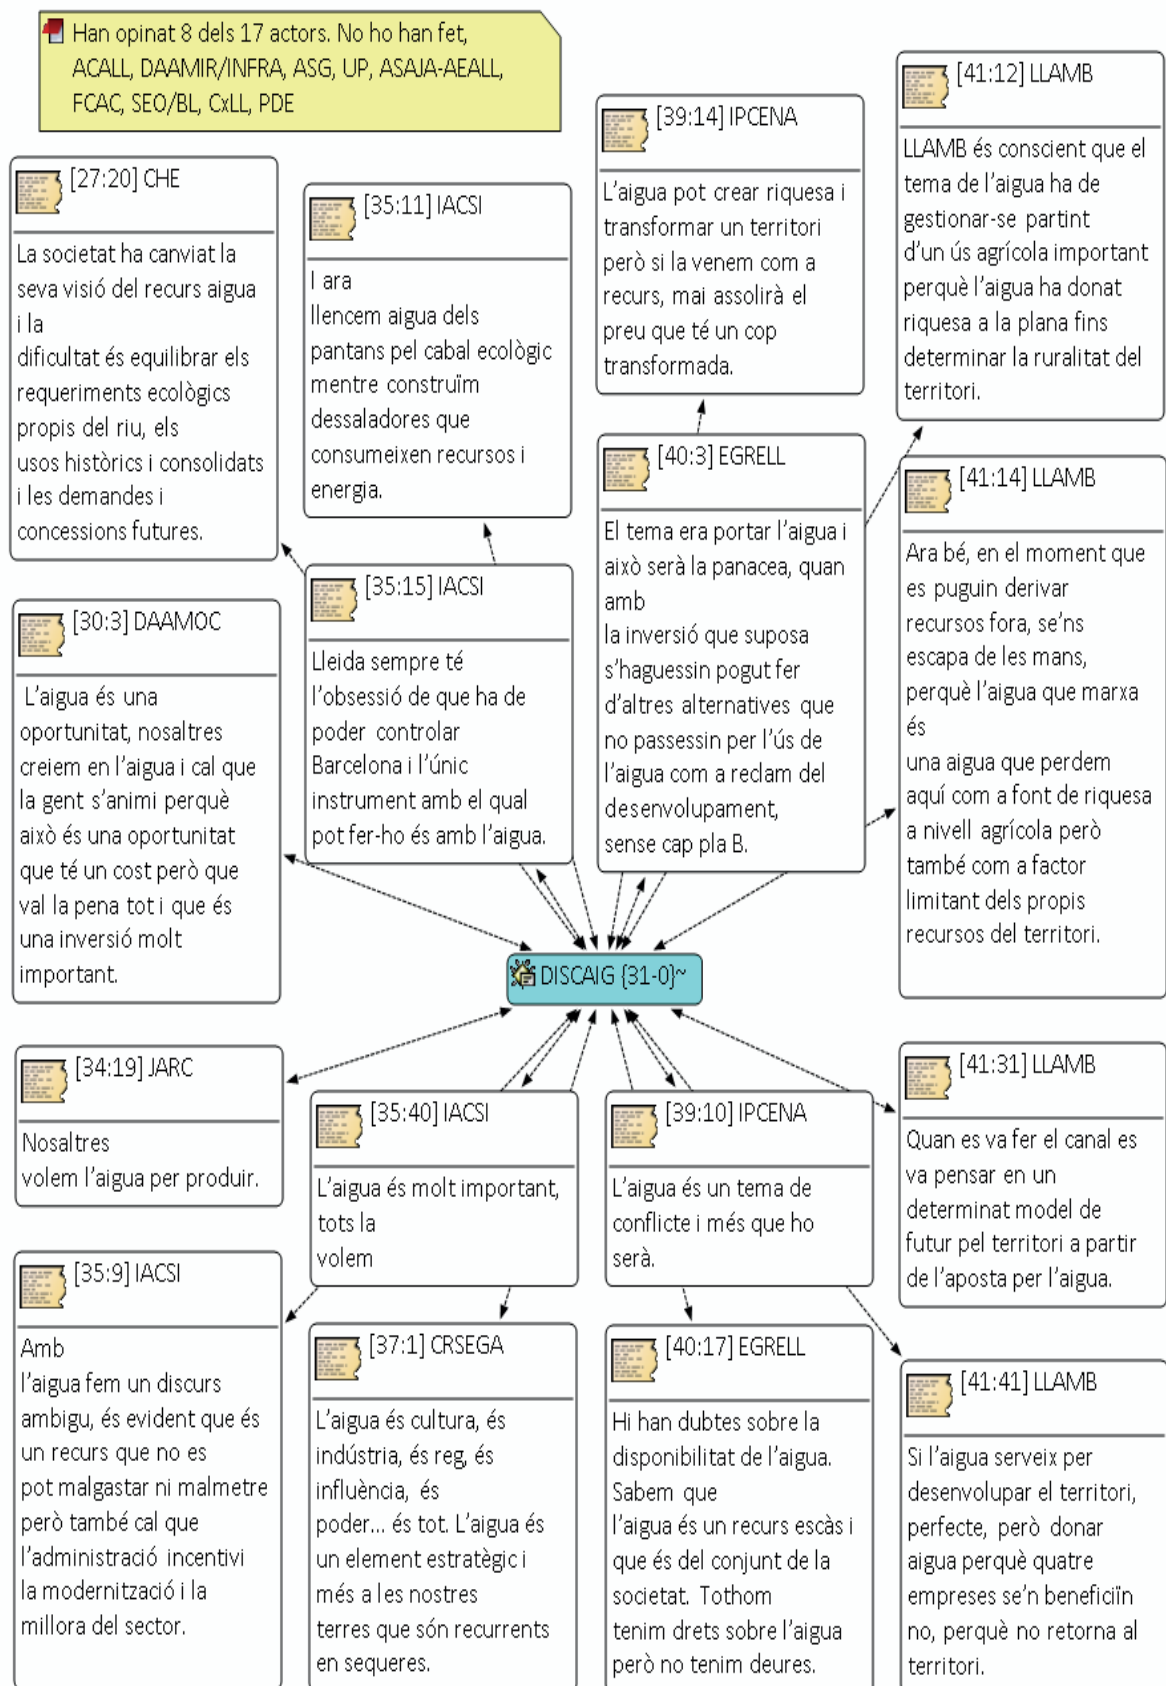 Han opinat 8 dels 17 actors. No ho han fet,
ACALL, DAAMIR/INFRA, ASG, UP, ASAJA-AEALL,
FCAC, SEO/BL, CxLL, PDE
[27:20] CHE
La societat ha canviat la
seva visió del recurs aigua
i la
dificultat és equilibrar els
requeriments ecològics
propis del riu, els
usos històrics i consolidats
i les demandes i
concessions futures.
[35:11] IACSI
I ara
llencem aigua dels
pantans pel cabal ecològic
mentre construïm
dessaladores que
consumeixen recursos i
energia.
[39:14] IPCENA
L'aigua pot crear riquesa i
transformar un territori
però si la venem com a
recurs, mai assolirà el
preu que té un cop
transformada.
[41:12] LLAMB
LLAMB és conscient que el
tema de l'aigua ha de
gestionar-se partint
d'un ús agrícola important
perquè l'aigua ha donat
riquesa a la plana fins
determinar la ruralitat del
territori.
[30:3] DAAMOC
L'aigua és una
oportunitat, nosaltres
creiem en l'aigua i cal que
la gent s'animi perquè
això és una oportunitat
que té un cost però que
val la pena tot i que és
una inversió molt
important.
[35:15] IACSI
Lleida sempre té
l'obsessió de que ha de
poder controlar
Barcelona i l'únic
instrument amb el qual
pot fer-ho és amb l'aigua.
[40:3] EGRELL
El tema era portar l'aigua i
això serà la panacea, quan
amb
la inversió que suposa
s'haguessin pogut fer
d'altres alternatives que
no passessin per l'ús de
l'aigua com a reclam del
desenvolupament,
sense cap pla B.
[41:14] LLAMB
Ara bé, en el moment que
es puguin derivar
recursos fora, se'ns
escapa de les mans,
perquè l'aigua que marxa
és
una aigua que perdem
aquí com a font de riquesa
a nivell agrícola però
també com a factor
limitant dels propis
recursos del territori.
DISCAIG {31-0}~
[34:19] JARC
Nosaltres
volem l'aigua per produir.
[35:40] IACSI
L'aigua és molt important,
tots la
volem
[39:10] IPCENA
L'aigua és un tema de
conflicte i més que ho
serà.
[41:31] LLAMB
Quan es va fer el canal es
va pensar en un
determinat model de
futur pel territori a partir
de l'aposta per l'aigua.
[35:9] IACSI
Amb
l'aigua fem un discurs
ambigu, és evident que és
un recurs que no es
pot malgastar ni malmetre
però també cal que
l'administració incentivi
la modernització i la
millora del sector.
[37:1] CRSEGA
L'aigua és cultura, és
indústria, és reg, és
influència, és
poder... és tot. L'aigua és
un element estratègic i
més a les nostres
terres que són recurrents
en sequeres.
[40:17] EGRELL
Hi han dubtes sobre la
disponibilitat de l'aigua.
Sabem que
l'aigua és un recurs escàs i
que és del conjunt de la
societat. Tothom
tenim drets sobre l'aigua
però no tenim deures.
[41:41] LLAMB
Si l'aigua serveix per
desenvolupar el territori,
perfecte, però donar
aigua perquè quatre
empreses se'n beneficiïn
no, perquè no retorna al
territori.